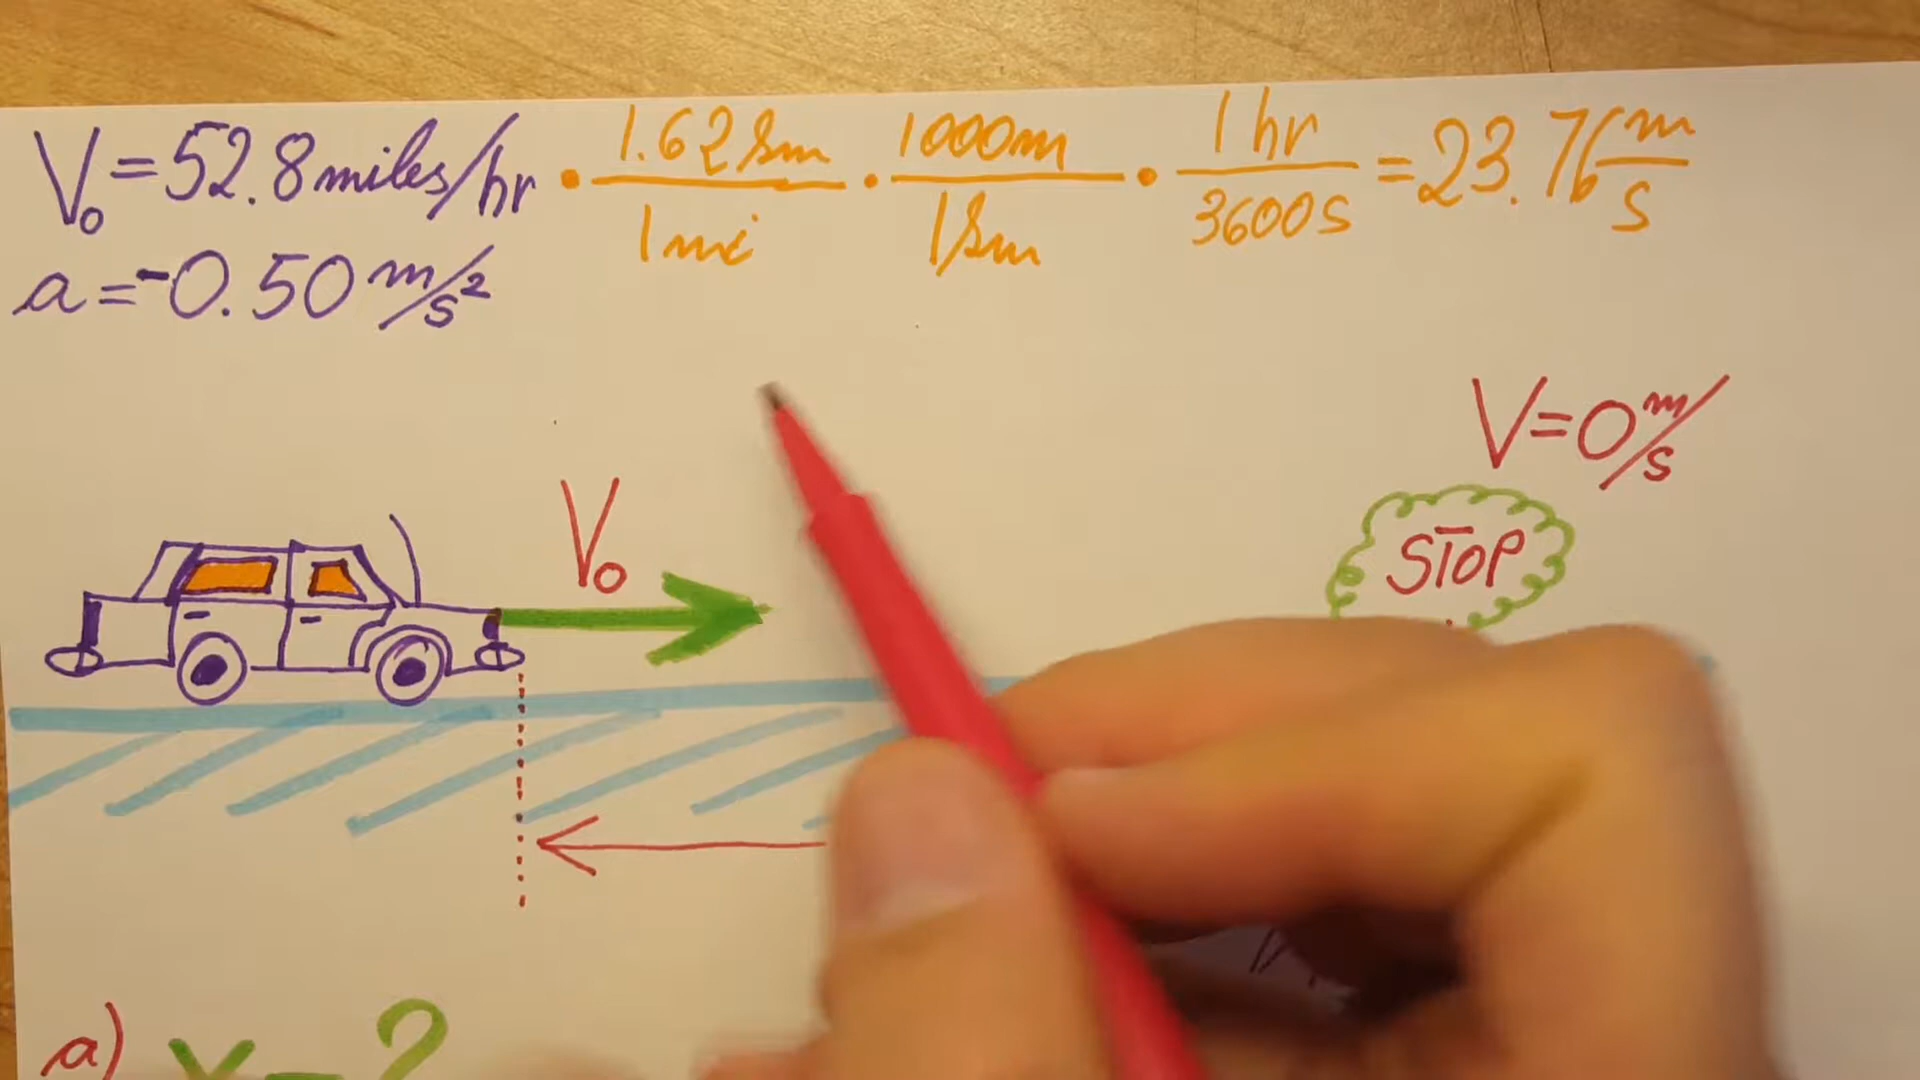 V₀ = 52.8 miles/hr • 1.62 km / 1 mi • 1000 m / 1 km • 1 hr / 3600 s = 23.76 m/s
a = -0.50 m/s²
V = 0 m/s
V₀
STOP
a) X = ?